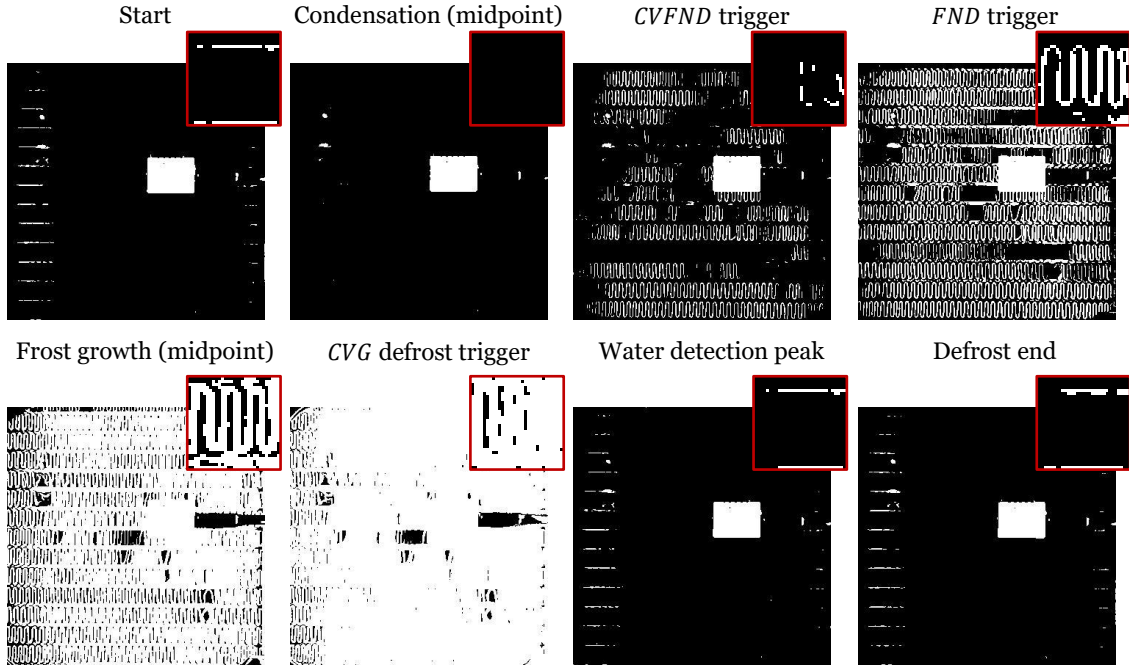 Start
Condensation (midpoint)
CVFND trigger
FND trigger
Frost growth (midpoint)
CVG defrost trigger
Water detection peak
Defrost end